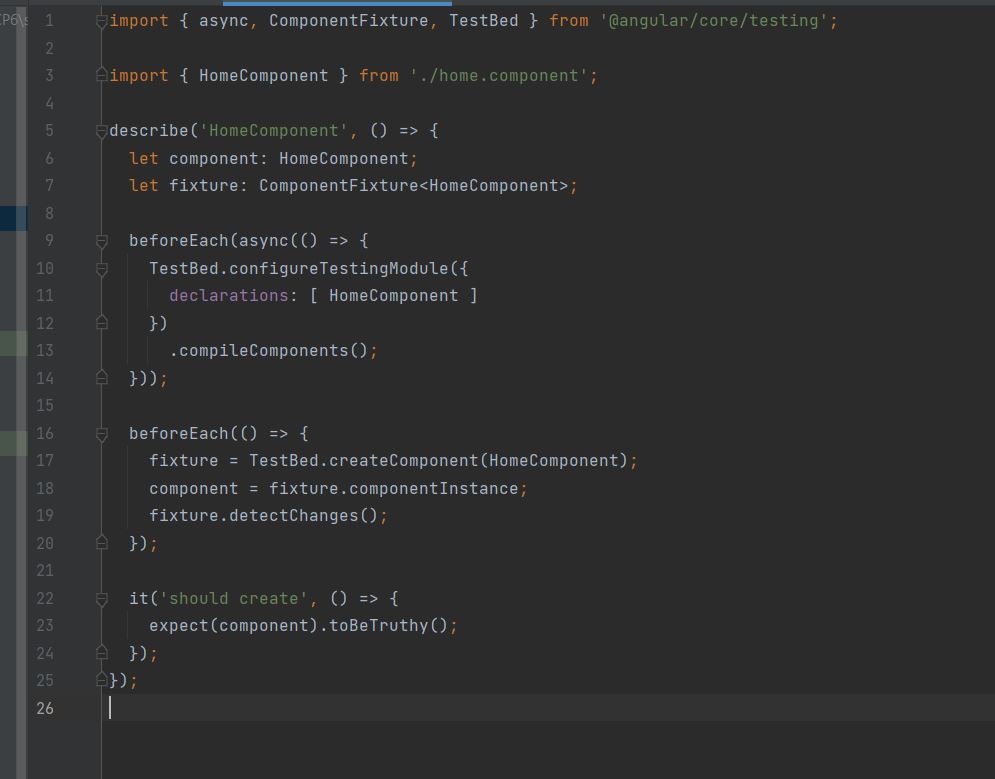 CP6\s
1 import { async, ComponentFixture, TestBed } from '@angular/core/testing';
2
3 import { HomeComponent } from './home.component';
4
5 describe('HomeComponent', () => {
6   let component: HomeComponent;
7   let fixture: ComponentFixture<HomeComponent>;
8
9   beforeEach(async(() => {
10     TestBed.configureTestingModule({
11       declarations: [ HomeComponent ]
12     })
13       .compileComponents();
14   }));
15
16   beforeEach(() => {
17     fixture = TestBed.createComponent(HomeComponent);
18     component = fixture.componentInstance;
19     fixture.detectChanges();
20   });
21
22   it('should create', () => {
23     expect(component).toBeTruthy();
24   });
25 });
26